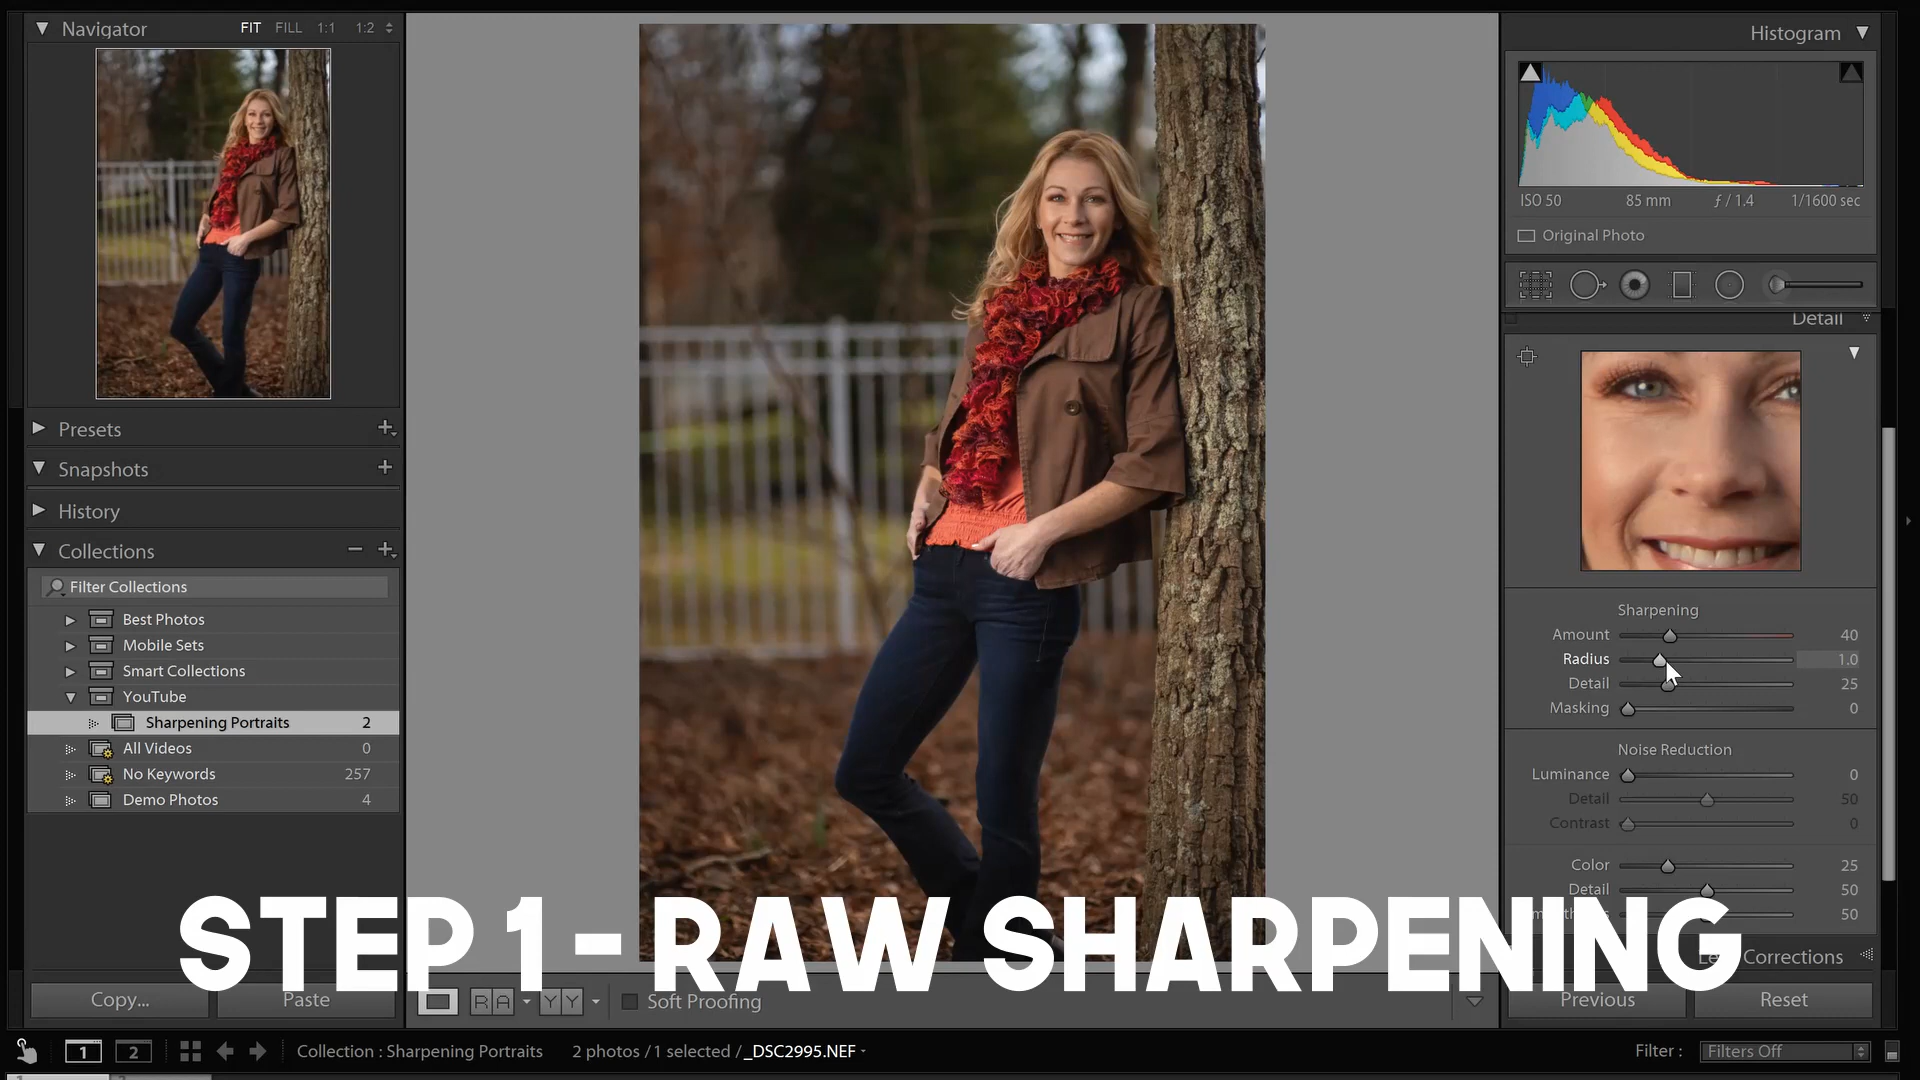 Navigator FIT FILL 1:1 1:2
Presets
Snapshots
History
Collections
Filter Collections
Best Photos
Mobile Sets
Smart Collections
YouTube
Sharpening Portraits 2
All Videos 0
No Keywords 257
Demo Photos 4
Copy... Paste
Soft Proofing
Histogram
ISO 50 85 mm ƒ / 1.4 1/1600 sec
Original Photo
Detail
Sharpening
Amount 40
Radius 1.0
Detail 25
Masking 0
Noise Reduction
Luminance 0
Detail 50
Contrast 0
Color 25
Detail 50
50
Corrections
Previous Reset
STEP 1 - RAW SHARPENING
1 2 Collection : Sharpening Portraits 2 photos / 1 selected / _DSC2995.NEF
Filter : Filters Off